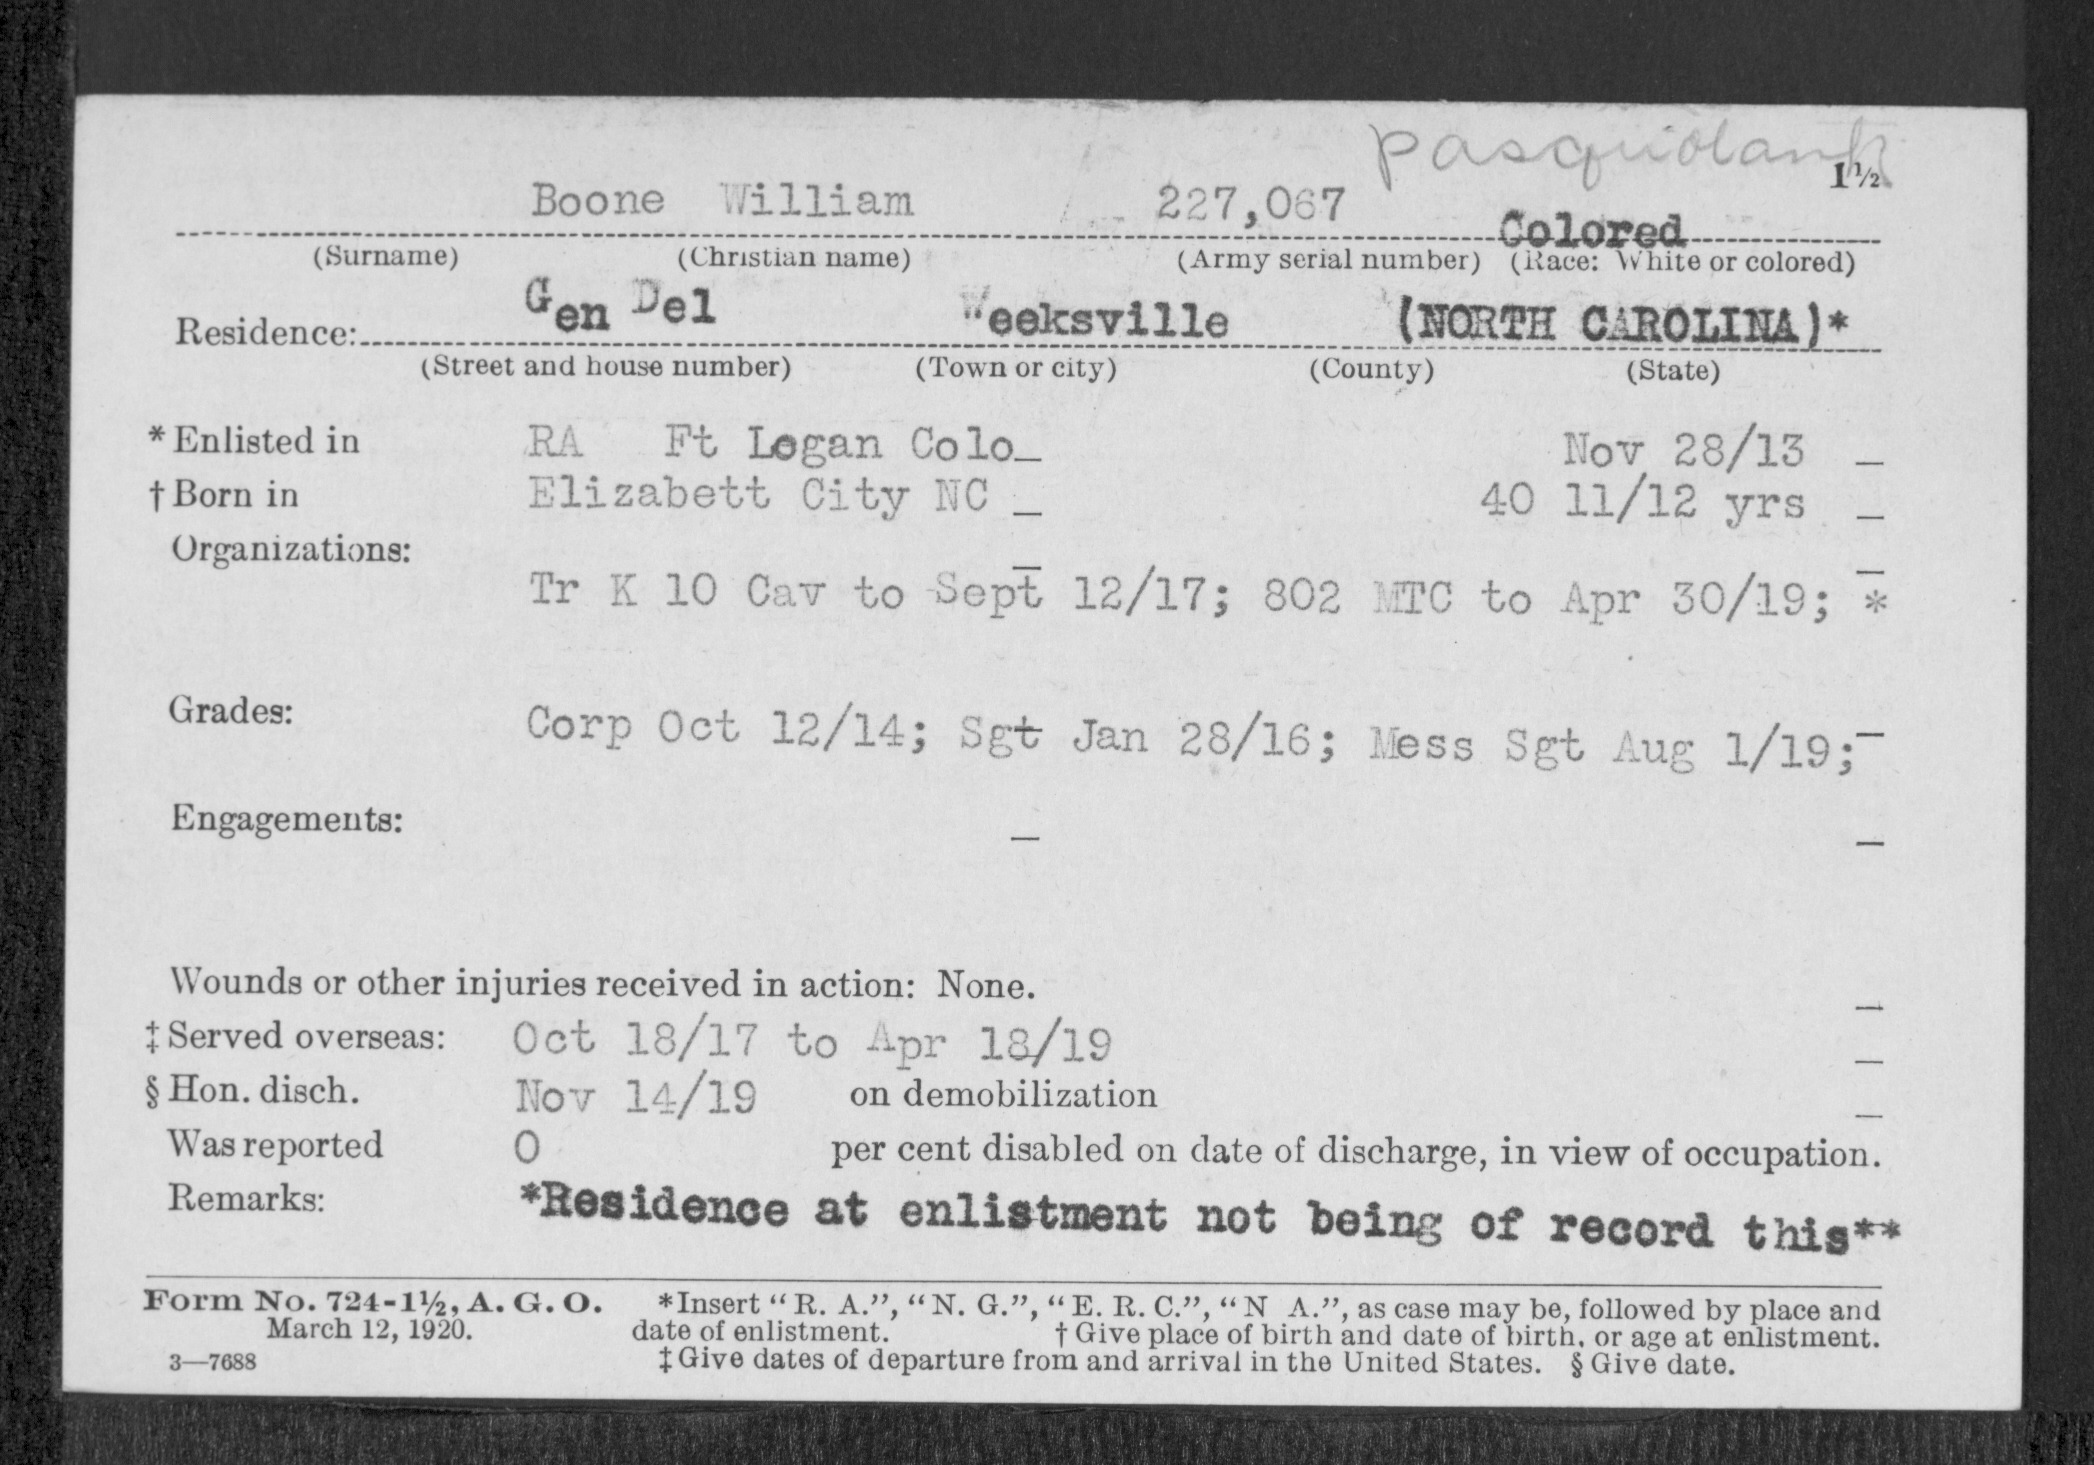 Pasquidank
1½
Boone William 227,067 Colored
(Surname) (Christian name) (Army serial number) (Race: White or colored)
Residence: Gen Del Weeksville (NORTH CAROLINA)*
(Street and house number) (Town or city) (County) (State)
* Enlisted in RA Ft Logan Colo_ Nov 28/13 _
† Born in Elizabett City NC _ 40 11/12 yrs _
Organizations: _ _
Tr K 10 Cav to Sept 12/17; 802 MTC to Apr 30/19; *
Grades: Corp Oct 12/14; Sgt Jan 28/16; Mess Sgt Aug 1/19; _
Engagements: _ _
Wounds or other injuries received in action: None. _
‡ Served overseas: Oct 18/17 to Apr 18/19 _
§ Hon. disch. Nov 14/19 on demobilization _
Was reported 0 per cent disabled on date of discharge, in view of occupation.
Remarks: *Residence at enlistment not being of record this**
Form No. 724-1½, A. G. O. *Insert "R. A.", "N. G.", "E. R. C.", "N A.", as case may be, followed by place and
March 12, 1920. date of enlistment. † Give place of birth and date of birth, or age at enlistment.
3—7688 ‡ Give dates of departure from and arrival in the United States. § Give date.